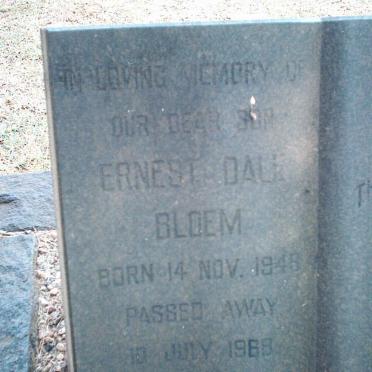 IN LOVING MEMORY OF
OUR DEAR SON
ERNEST DALE
BLOEM
BORN 14 NOV. 1948
PASSED AWAY
10 JULY 1968